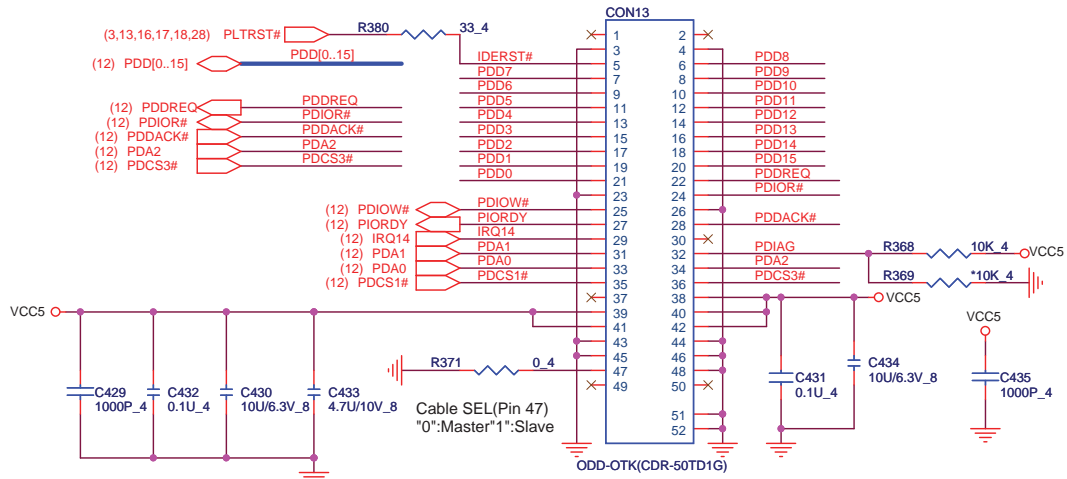 CON13
(3,13,16,17,18,28) PLTRST# R380 33_4
(12) PDD[0..15] PDD[0..15]
(12) PDDREQ PDDREQ
(12) PDIOR# PDIOR#
(12) PDDACK# PDDACK#
(12) PDA2 PDA2
(12) PDCS3# PDCS3#
1 2
3 4
IDERST# 5 6 PDD8
PDD7 7 8 PDD9
PDD6 9 10 PDD10
PDD5 11 12 PDD11
PDD4 13 14 PDD12
PDD3 15 16 PDD13
PDD2 17 18 PDD14
PDD1 19 20 PDD15
PDD0 21 22 PDDREQ
23 24 PDIOR#
(12) PDIOW# PDIOW# 25 26
(12) PIORDY PIORDY 27 28 PDDACK#
(12) IRQ14 IRQ14 29 30
(12) PDA1 PDA1 31 32 PDIAG R368 10K_4 VCC5
(12) PDA0 PDA0 33 34 PDA2
(12) PDCS1# PDCS1# 35 36 PDCS3# R369 *10K_4
37 38 VCC5
VCC5 39 40
41 42
43 44
45 46
R371 0_4 47 48
49 50
51
52
C429
1000P_4
C432
0.1U_4
C430
10U/6.3V_8
C433
4.7U/10V_8
Cable SEL(Pin 47)
"0":Master"1":Slave
C431
0.1U_4
C434
10U/6.3V_8
VCC5
C435
1000P_4
ODD-OTK(CDR-50TD1G)